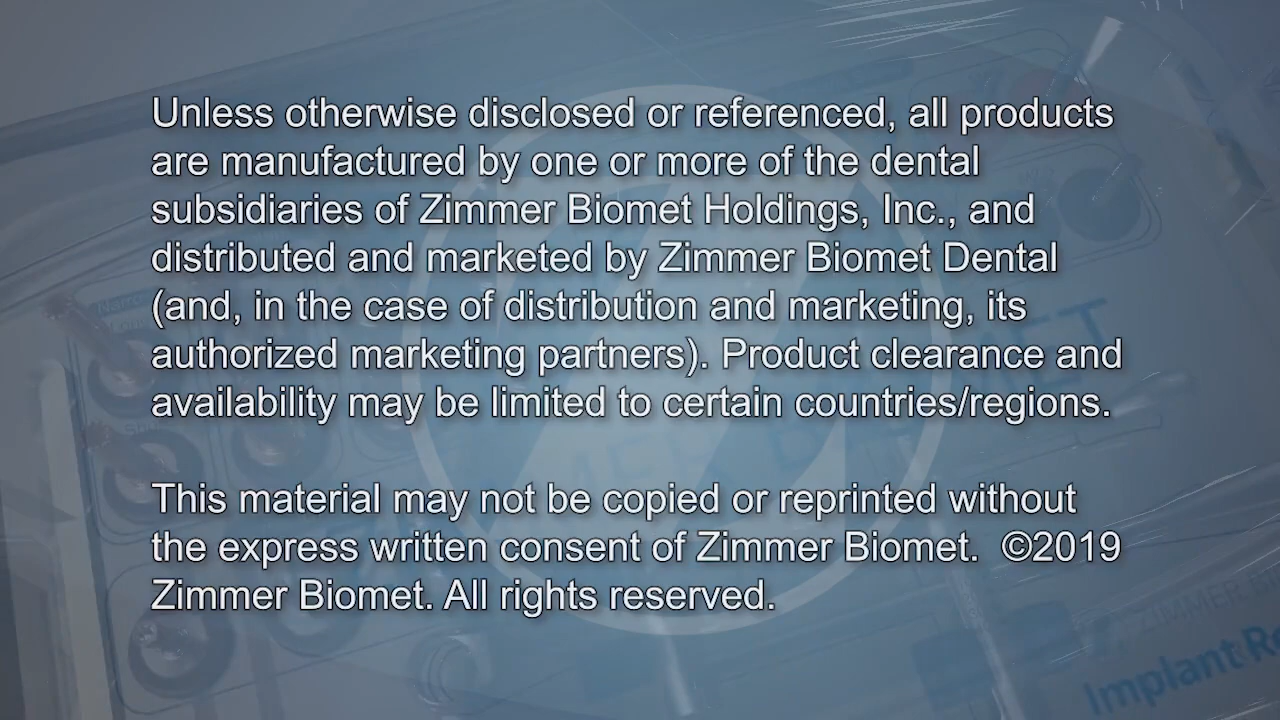 Unless otherwise disclosed or referenced, all products
are manufactured by one or more of the dental
subsidiaries of Zimmer Biomet Holdings, Inc., and
distributed and marketed by Zimmer Biomet Dental
(and, in the case of distribution and marketing, its
authorized marketing partners). Product clearance and
availability may be limited to certain countries/regions.
This material may not be copied or reprinted without
the express written consent of Zimmer Biomet.  ©2019
Zimmer Biomet. All rights reserved.
ZIMMER
Implant